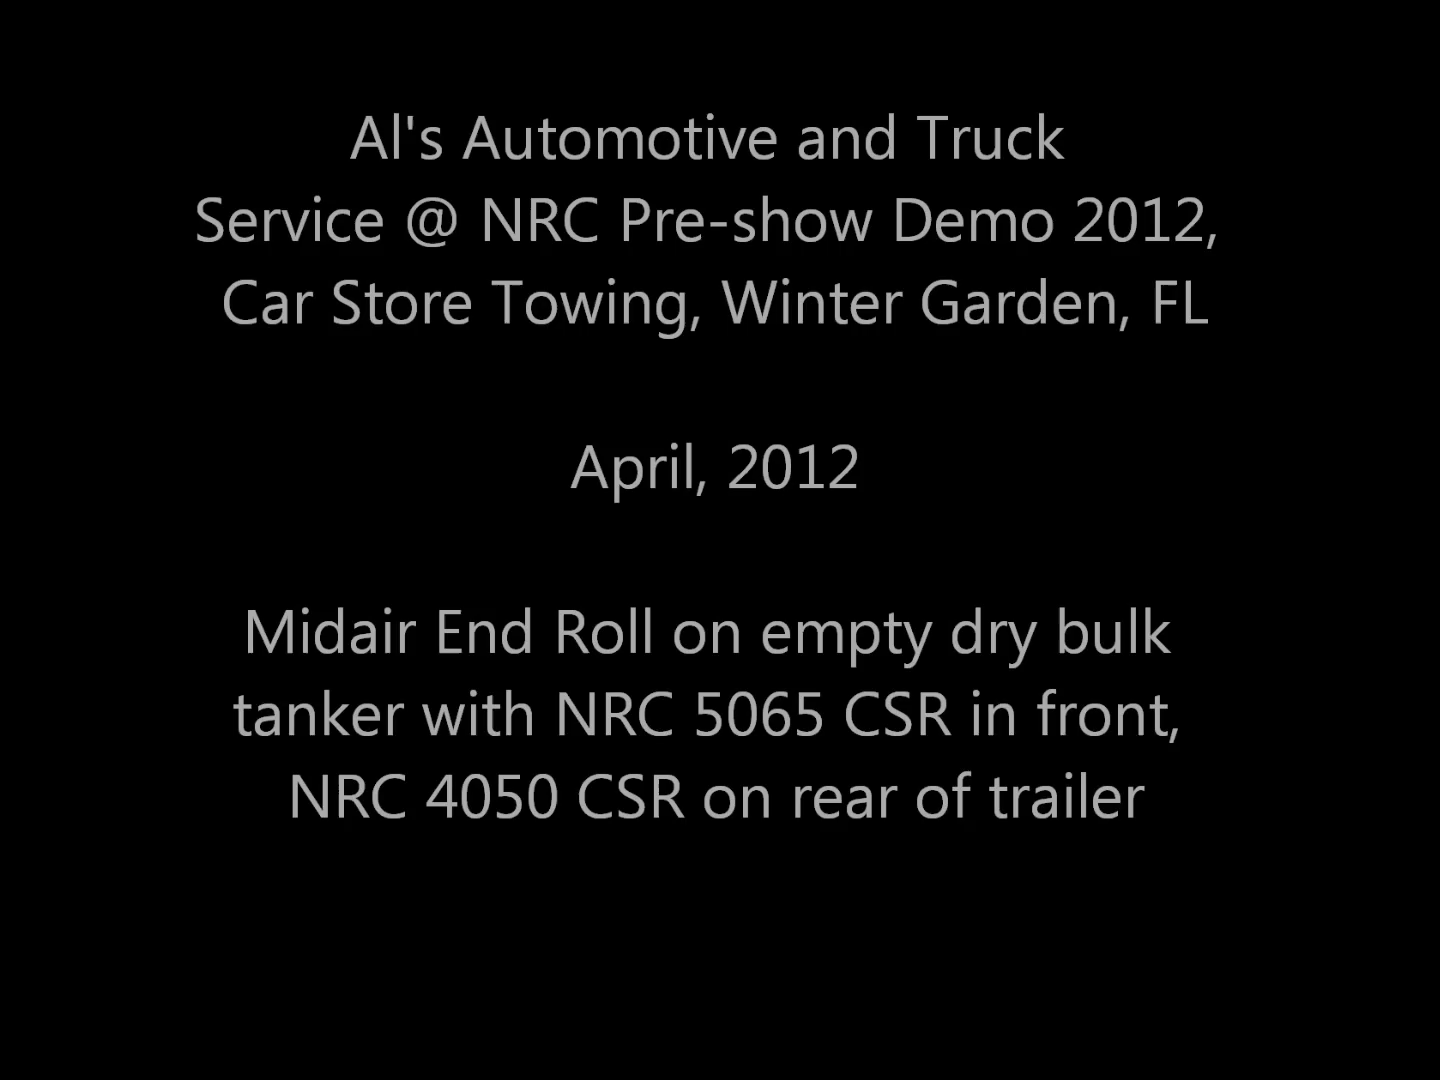 Al's Automotive and Truck
Service @ NRC Pre-show Demo 2012,
Car Store Towing, Winter Garden, FL
April, 2012
Midair End Roll on empty dry bulk
tanker with NRC 5065 CSR in front,
NRC 4050 CSR on rear of trailer